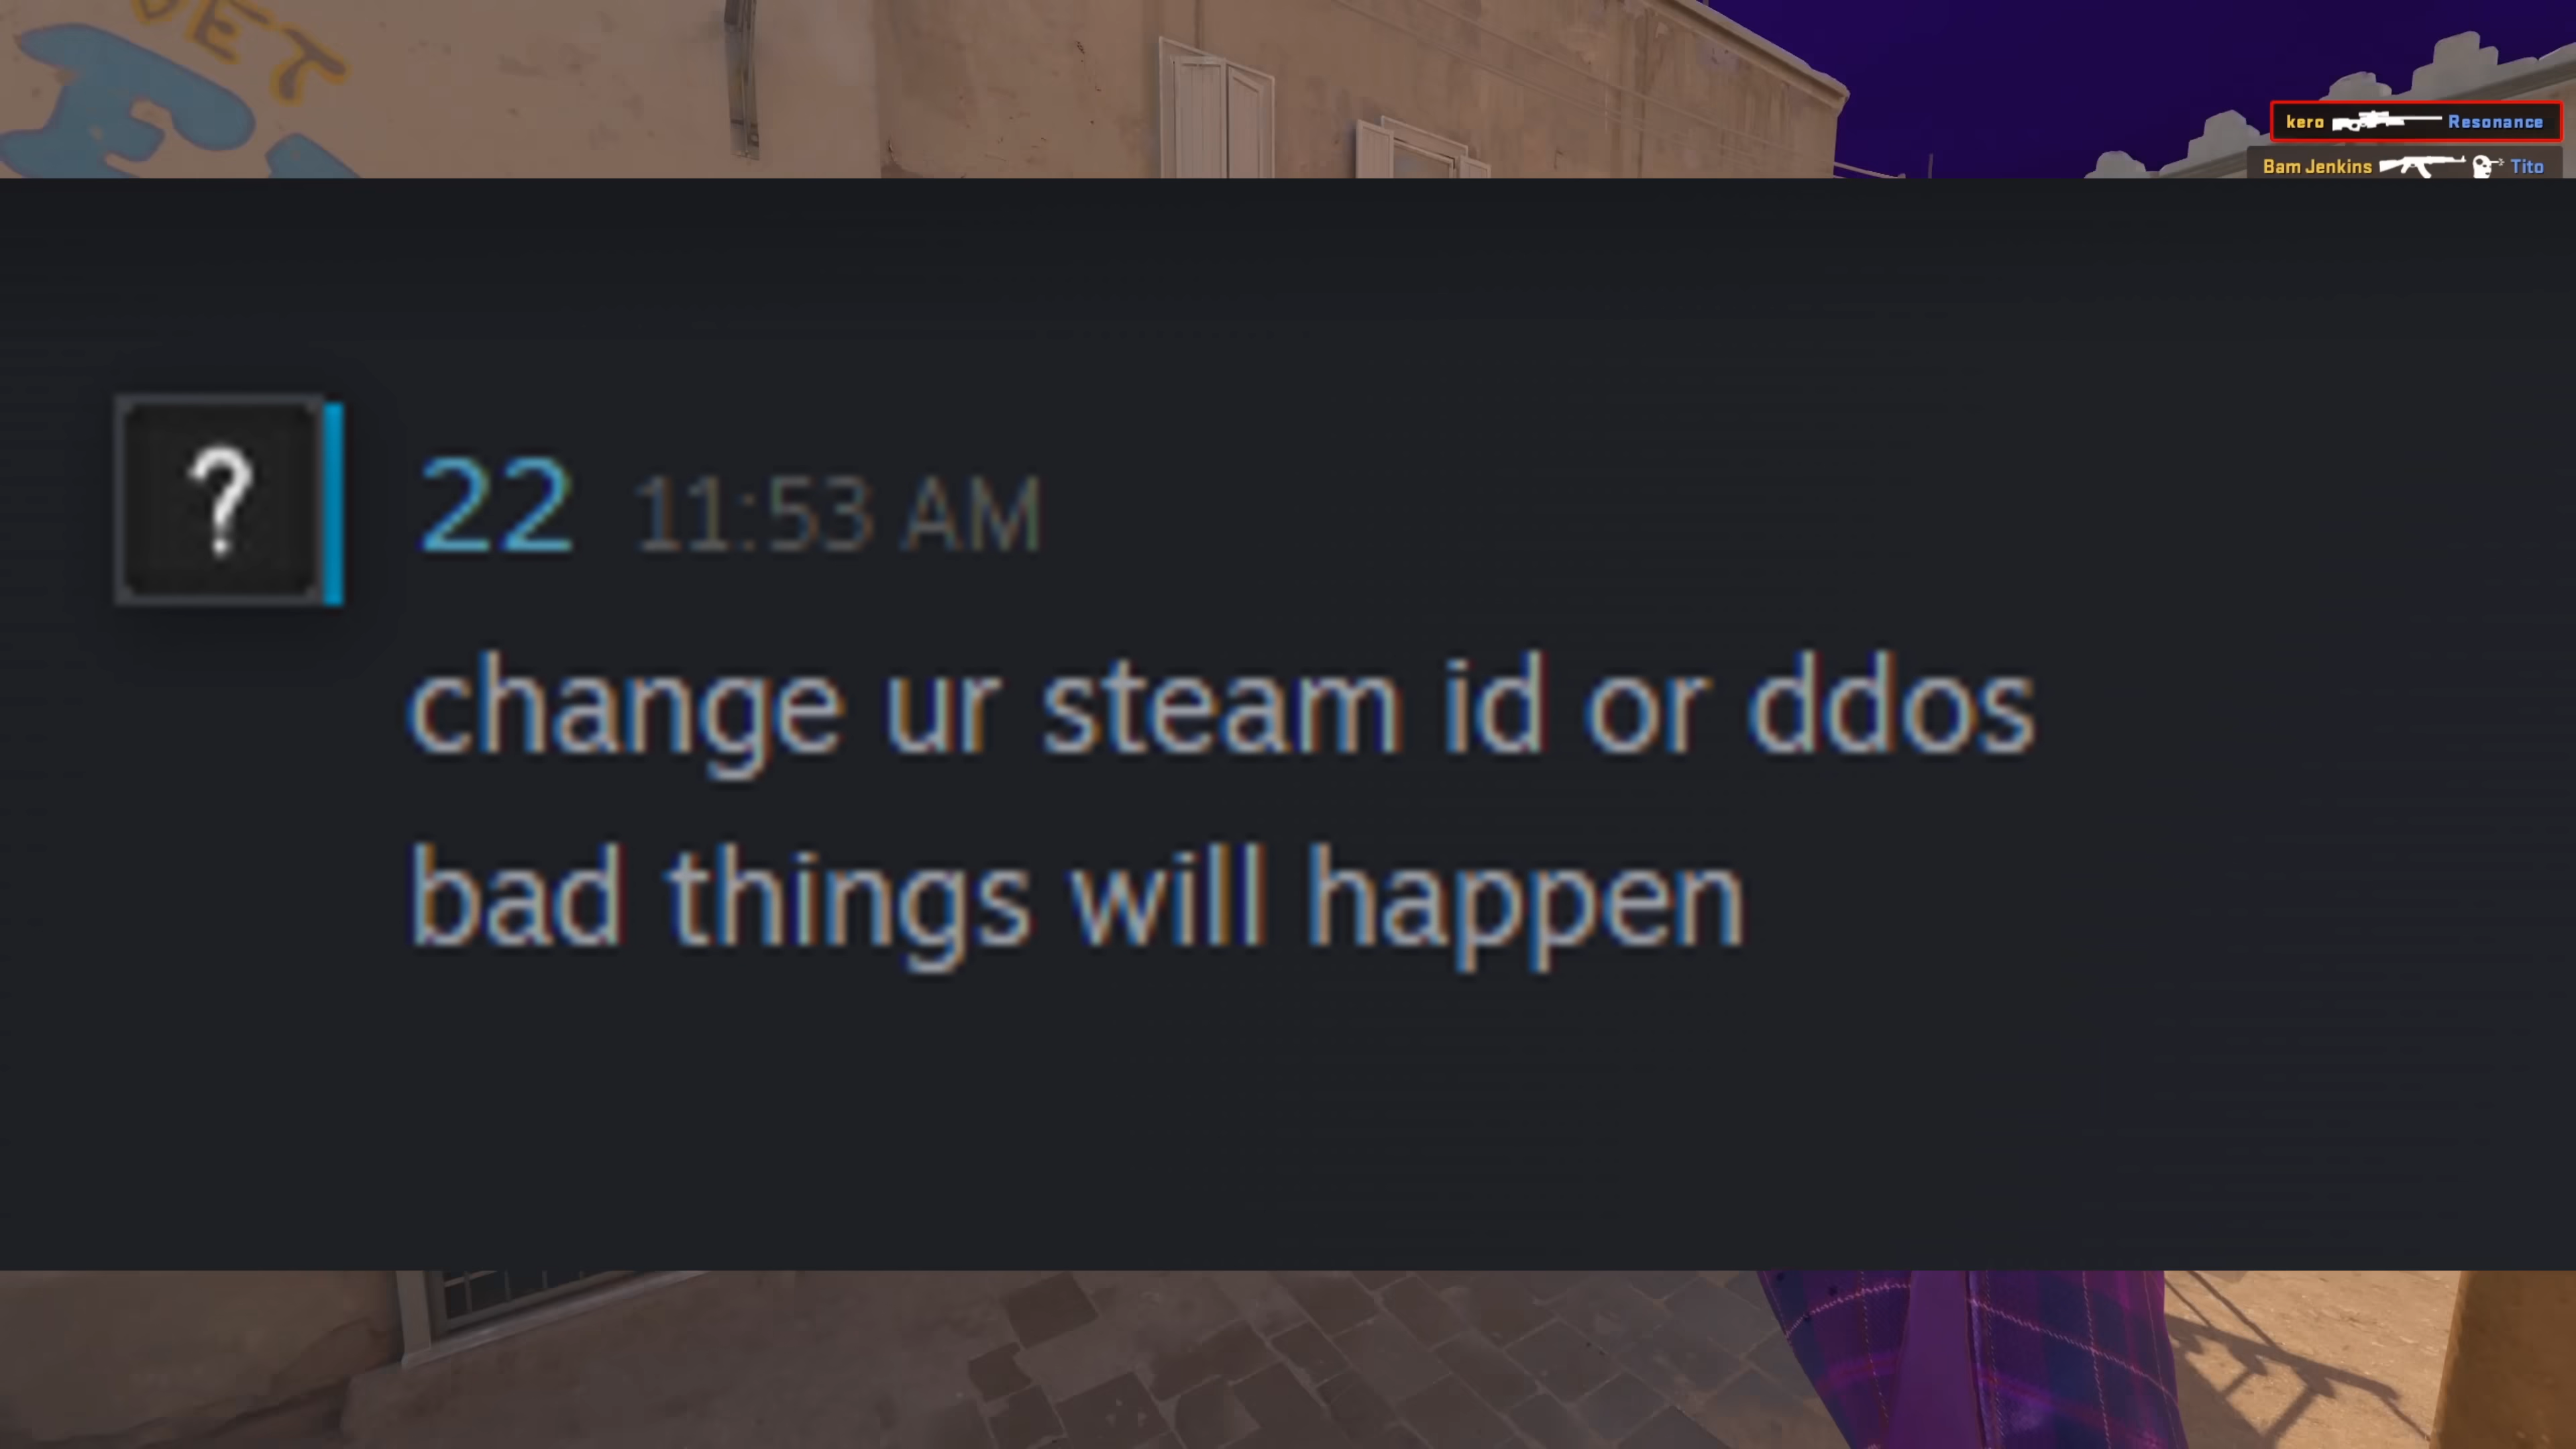 ET
kero Resonance
Bam Jenkins Tito
?
22 11:53 AM
change ur steam id or ddos
bad things will happen